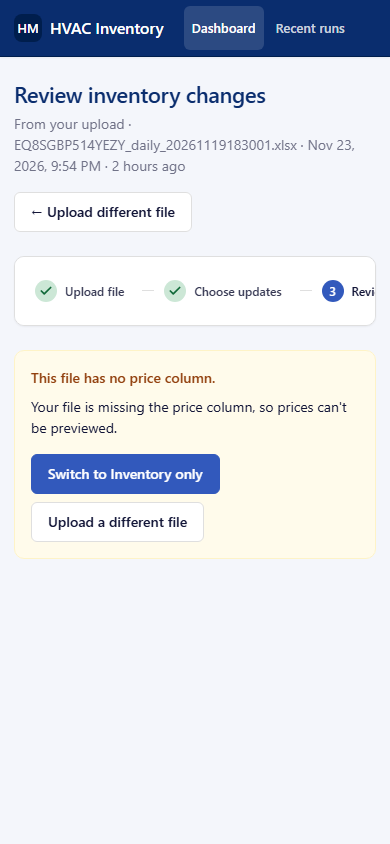 HM HVAC Inventory Dashboard Recent runs
Review inventory changes
From your upload ·
EQ8SGBP514YEZY_daily_20261119183001.xlsx · Nov 23,
2026, 9:54 PM · 2 hours ago
← Upload different file
Upload file Choose updates 3
This file has no price column.
Your file is missing the price column, so prices can't
be previewed.
Switch to Inventory only
Upload a different file